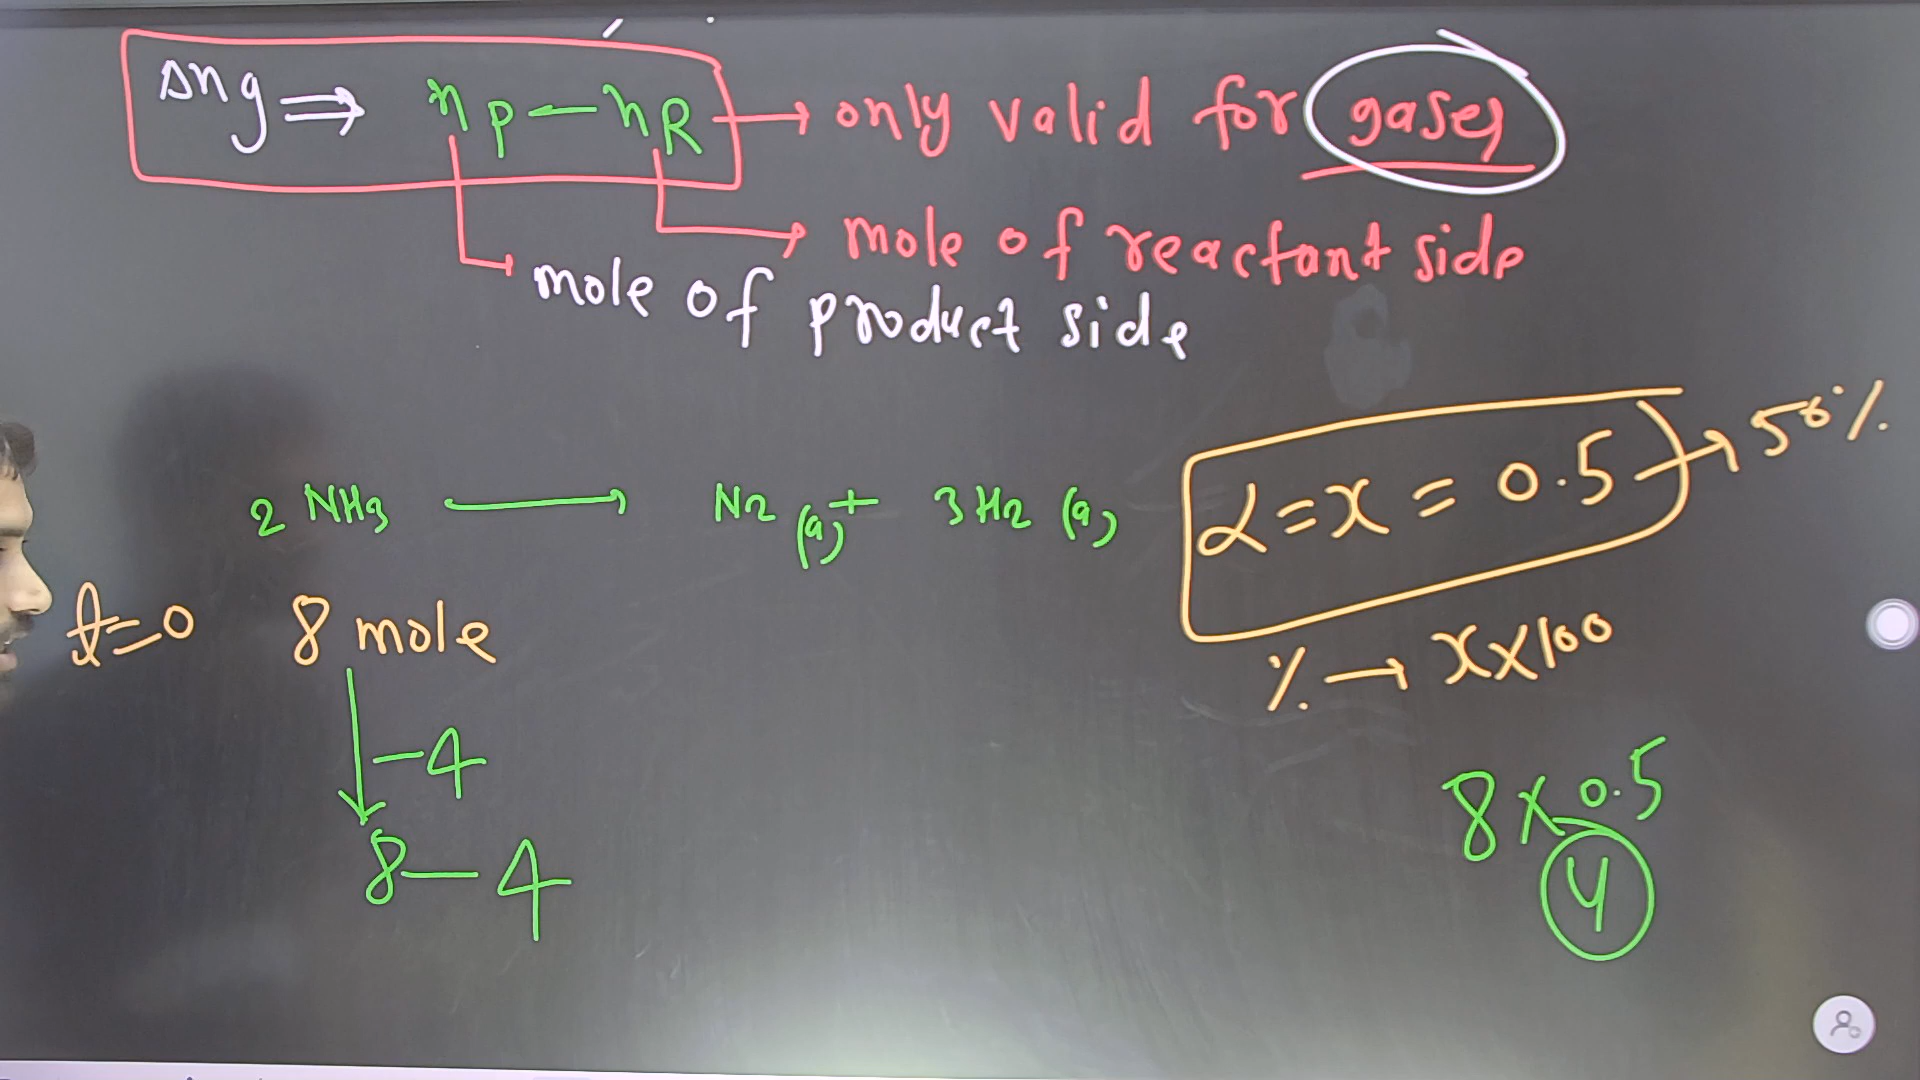 Δng ⇒ nP - nR → only valid for gases
mole of reactant side
mole of product side
2 NH3 → N2 (g) + 3H2 (g)
α = x = 0.5 → 50%
t=0 8 mole
% → x×100
-4
8 - 4
8 × 0.5
4